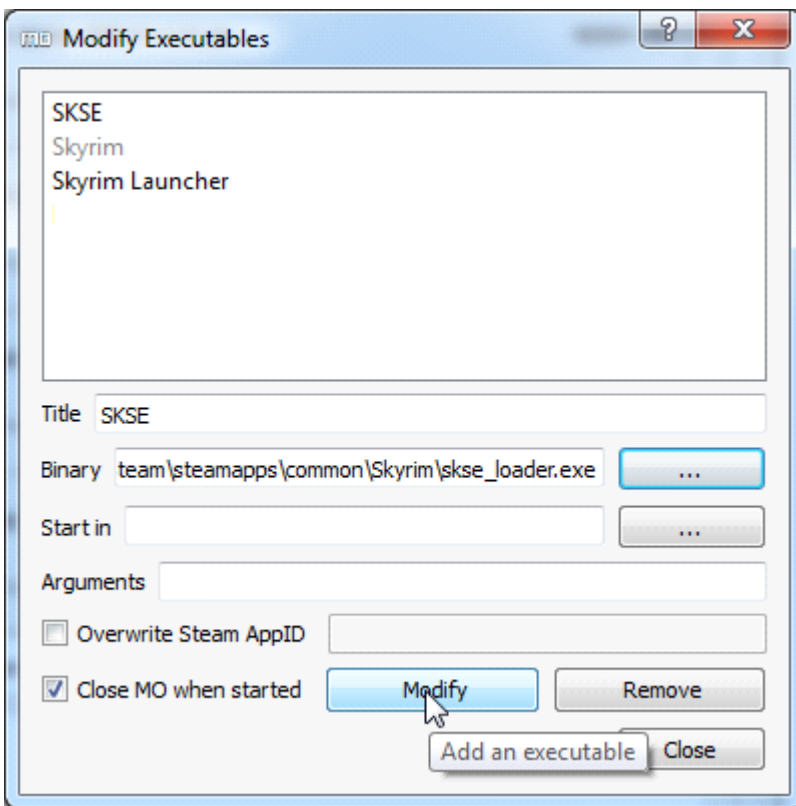 Modify Executables
SKSE
Skyrim
Skyrim Launcher
Title SKSE
Binary team\steamapps\common\Skyrim\skse_loader.exe ...
Start in ...
Arguments
Overwrite Steam AppID
Close MO when started Modify Remove
Add an executable Close